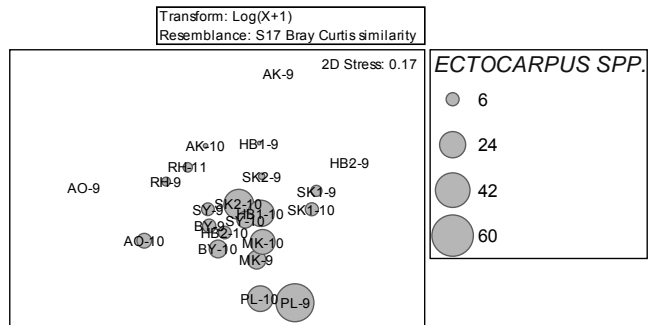 Transform: Log(X+1)
Resemblance: S17 Bray Curtis similarity
2D Stress: 0.17
ECTOCARPUS SPP.
6
24
42
60
AK-9
AK-10
HB1-9
RH-11
HB2-9
RH-9
SK2-9
AO-9
SK1-9
SK2-10
SY-9
HB1-10
SK1-10
SY-10
BY-9
HB2-10
AO-10
MK-10
BY-10
MK-9
PL-10
PL-9